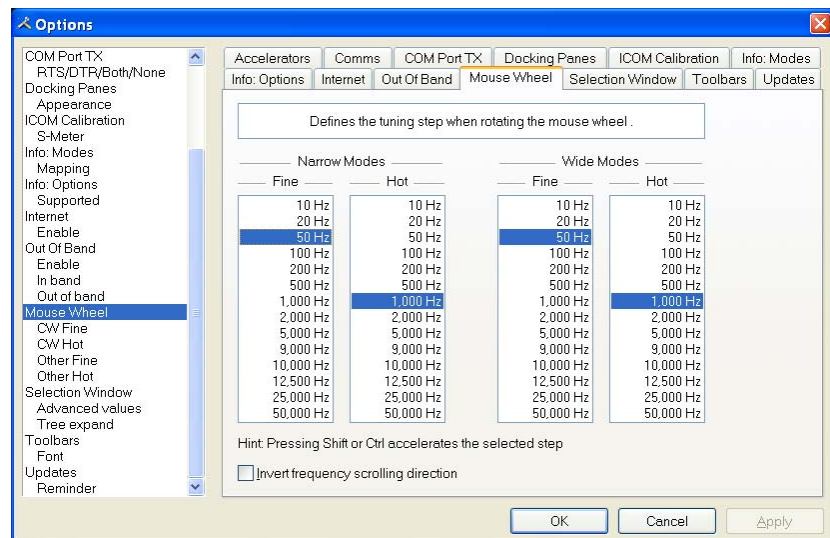 Options
COM Port TX
RTS/DTR/Both/None
Docking Panes
Appearance
ICOM Calibration
S-Meter
Info: Modes
Mapping
Info: Options
Supported
Internet
Enable
Out Of Band
Enable
In band
Out of band
Mouse Wheel
CW Fine
CW Hot
Other Fine
Other Hot
Selection Window
Advanced values
Tree expand
Toolbars
Font
Updates
Reminder
Accelerators Comms COM Port TX Docking Panes ICOM Calibration Info: Modes
Info: Options Internet Out Of Band Mouse Wheel Selection Window Toolbars Updates
Defines the tuning step when rotating the mouse wheel .
Narrow Modes Wide Modes
Fine Hot Fine Hot
10 Hz 10 Hz 10 Hz 10 Hz
20 Hz 20 Hz 20 Hz 20 Hz
50 Hz 50 Hz 50 Hz 50 Hz
100 Hz 100 Hz 100 Hz 100 Hz
200 Hz 200 Hz 200 Hz 200 Hz
500 Hz 500 Hz 500 Hz 500 Hz
1,000 Hz 1,000 Hz 1,000 Hz 1,000 Hz
2,000 Hz 2,000 Hz 2,000 Hz 2,000 Hz
5,000 Hz 5,000 Hz 5,000 Hz 5,000 Hz
9,000 Hz 9,000 Hz 9,000 Hz 9,000 Hz
10,000 Hz 10,000 Hz 10,000 Hz 10,000 Hz
12,500 Hz 12,500 Hz 12,500 Hz 12,500 Hz
25,000 Hz 25,000 Hz 25,000 Hz 25,000 Hz
50,000 Hz 50,000 Hz 50,000 Hz 50,000 Hz
Hint: Pressing Shift or Ctrl accelerates the selected step
Invert frequency scrolling direction
OK Cancel Apply